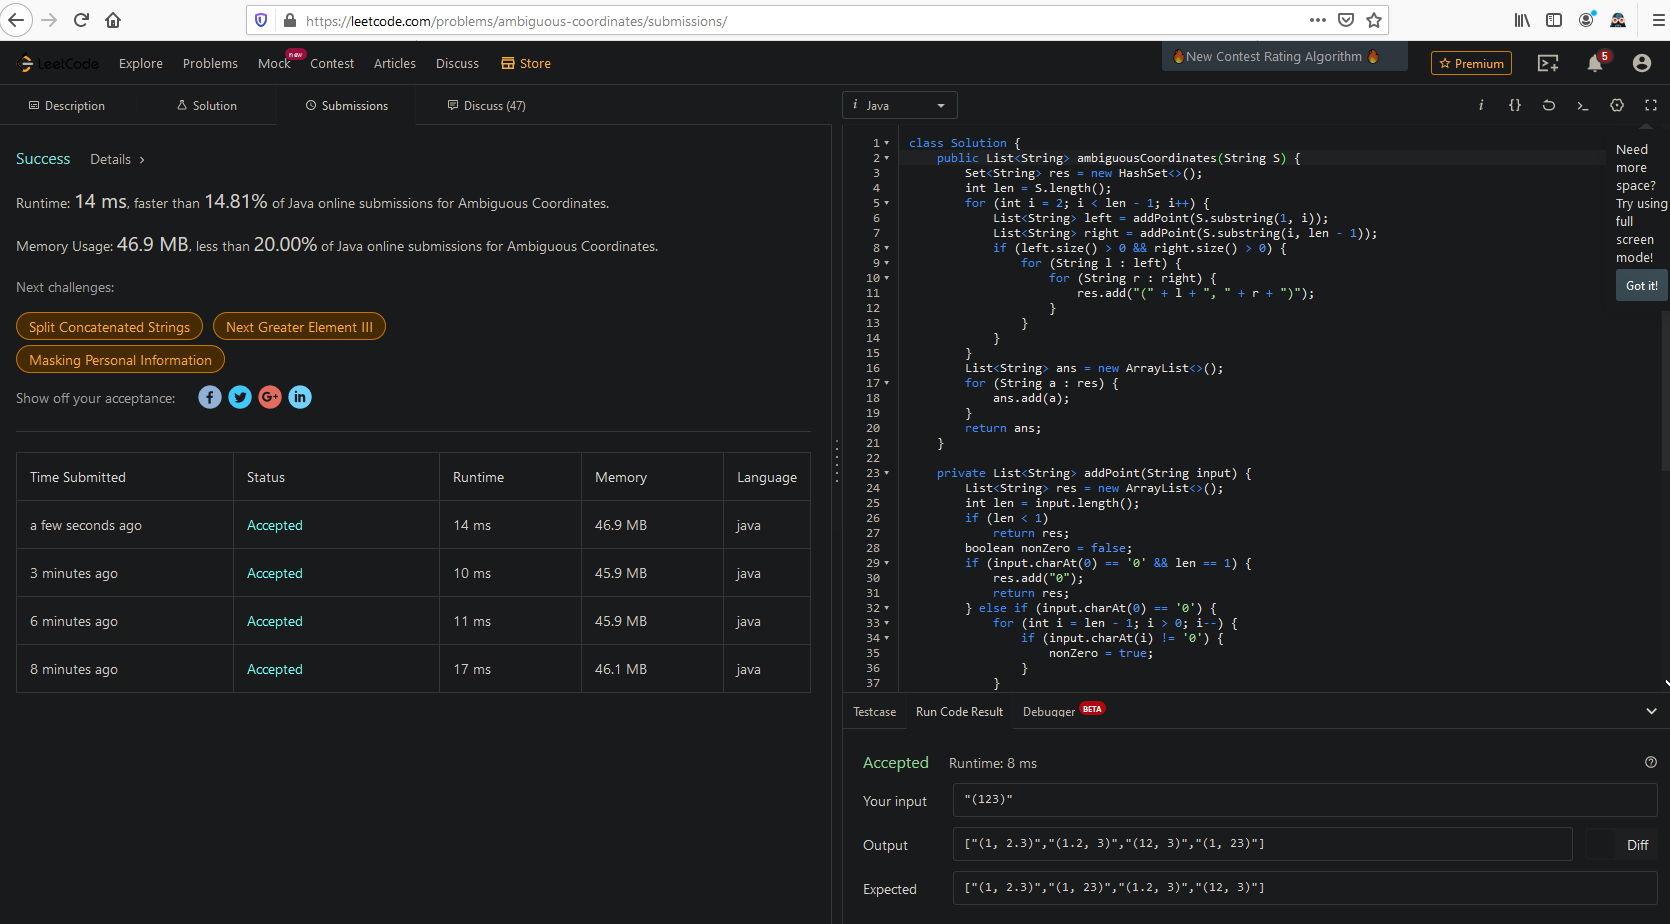 https://leetcode.com/problems/ambiguous-coordinates/submissions/
LeetCode
Explore
Problems
Mock
new
Contest
Articles
Discuss
Store
🔥New Contest Rating Algorithm 🔥
Premium
5
Description
Solution
Submissions
Discuss (47)
Success
Details >
Runtime: 14 ms, faster than 14.81% of Java online submissions for Ambiguous Coordinates.
Memory Usage: 46.9 MB, less than 20.00% of Java online submissions for Ambiguous Coordinates.
Next challenges:
Split Concatenated Strings
Next Greater Element III
Masking Personal Information
Show off your acceptance:
Time Submitted Status Runtime Memory Language
a few seconds ago Accepted 14 ms 46.9 MB java
3 minutes ago Accepted 10 ms 45.9 MB java
6 minutes ago Accepted 11 ms 45.9 MB java
8 minutes ago Accepted 17 ms 46.1 MB java
i Java
i {}
1 class Solution {
2     public List<String> ambiguousCoordinates(String S) {
3         Set<String> res = new HashSet<>();
4         int len = S.length();
5         for (int i = 2; i < len - 1; i++) {
6             List<String> left = addPoint(S.substring(1, i));
7             List<String> right = addPoint(S.substring(i, len - 1));
8             if (left.size() > 0 && right.size() > 0) {
9                 for (String l : left) {
10                     for (String r : right) {
11                         res.add("(" + l + ", " + r + ")");
12                     }
13                 }
14             }
15         }
16         List<String> ans = new ArrayList<>();
17         for (String a : res) {
18             ans.add(a);
19         }
20         return ans;
21     }
22
23     private List<String> addPoint(String input) {
24         List<String> res = new ArrayList<>();
25         int len = input.length();
26         if (len < 1)
27             return res;
28         boolean nonZero = false;
29         if (input.charAt(0) == '0' && len == 1) {
30             res.add("0");
31             return res;
32         } else if (input.charAt(0) == '0') {
33             for (int i = len - 1; i > 0; i--) {
34                 if (input.charAt(i) != '0') {
35                     nonZero = true;
36                 }
37             }
Need
more
space?
Try using
full
screen
mode!
Got it!
Testcase
Run Code Result
Debugger BETA
Accepted
Runtime: 8 ms
Your input
"(123)"
Output
["(1, 2.3)","(1.2, 3)","(12, 3)","(1, 23)"]
Diff
Expected
["(1, 2.3)","(1, 23)","(1.2, 3)","(12, 3)"]